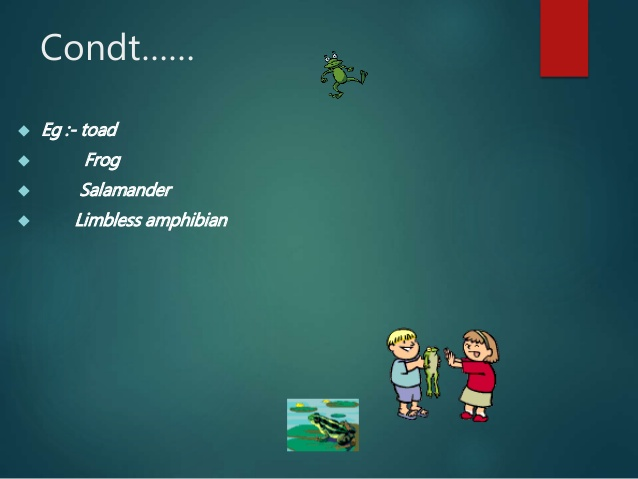 Condt......
Eg :- toad
Frog
Salamander
Limbless amphibian